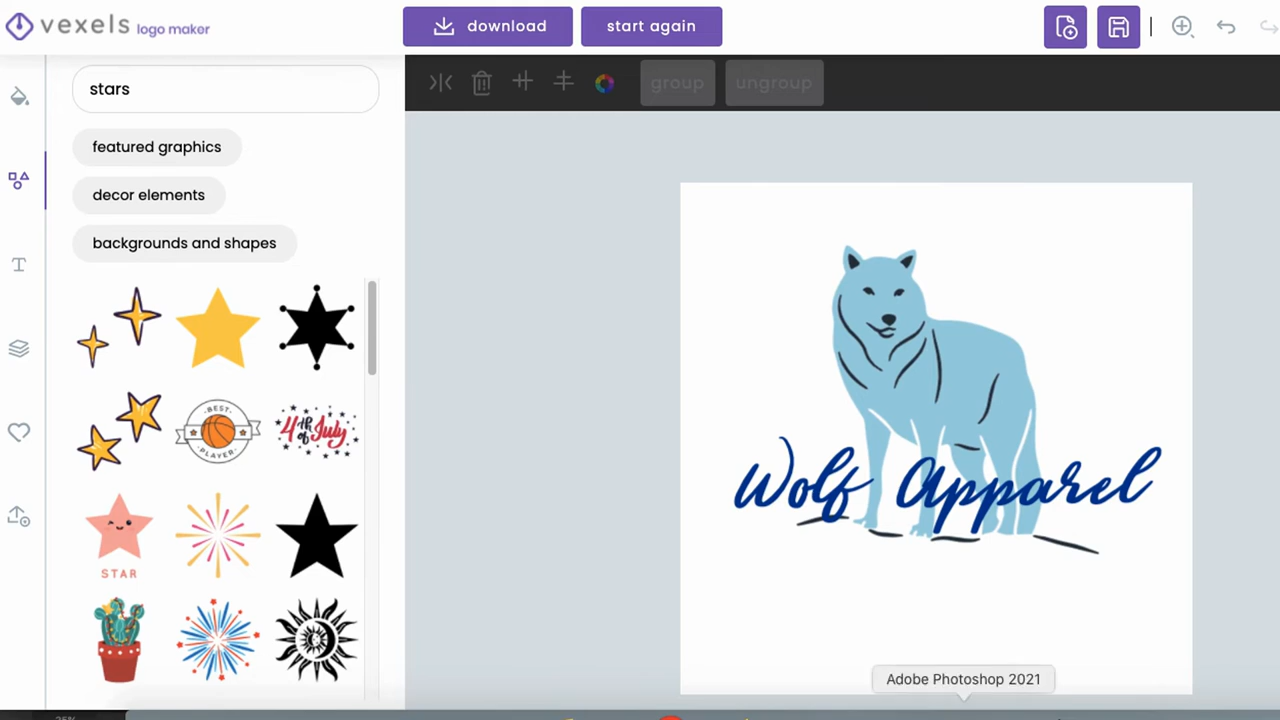 vexels logo maker
download
start again
stars
group
ungroup
featured graphics
decor elements
backgrounds and shapes
BEST
PLAYER
4th of July
STAR
Wolf Apparel
Adobe Photoshop 2021